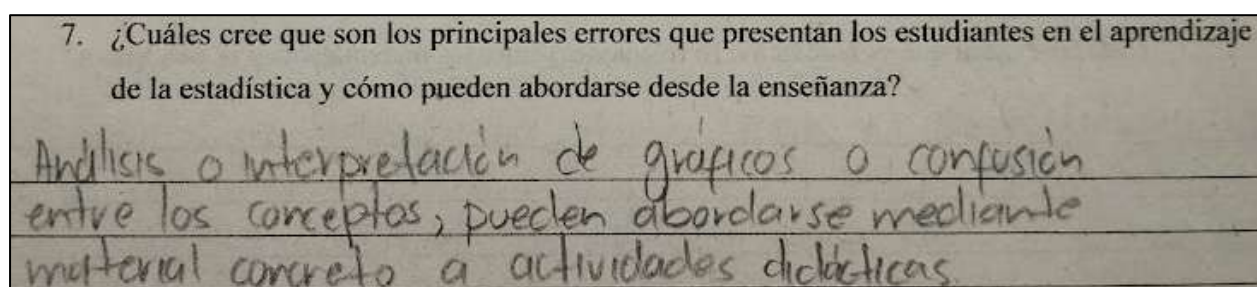 7. ¿Cuáles cree que son los principales errores que presentan los estudiantes en el aprendizaje
de la estadística y cómo pueden abordarse desde la enseñanza?
Análisis o interpretación de gráficos o confusión
entre los conceptos, pueden abordarse mediante
material concreto a actividades didácticas.